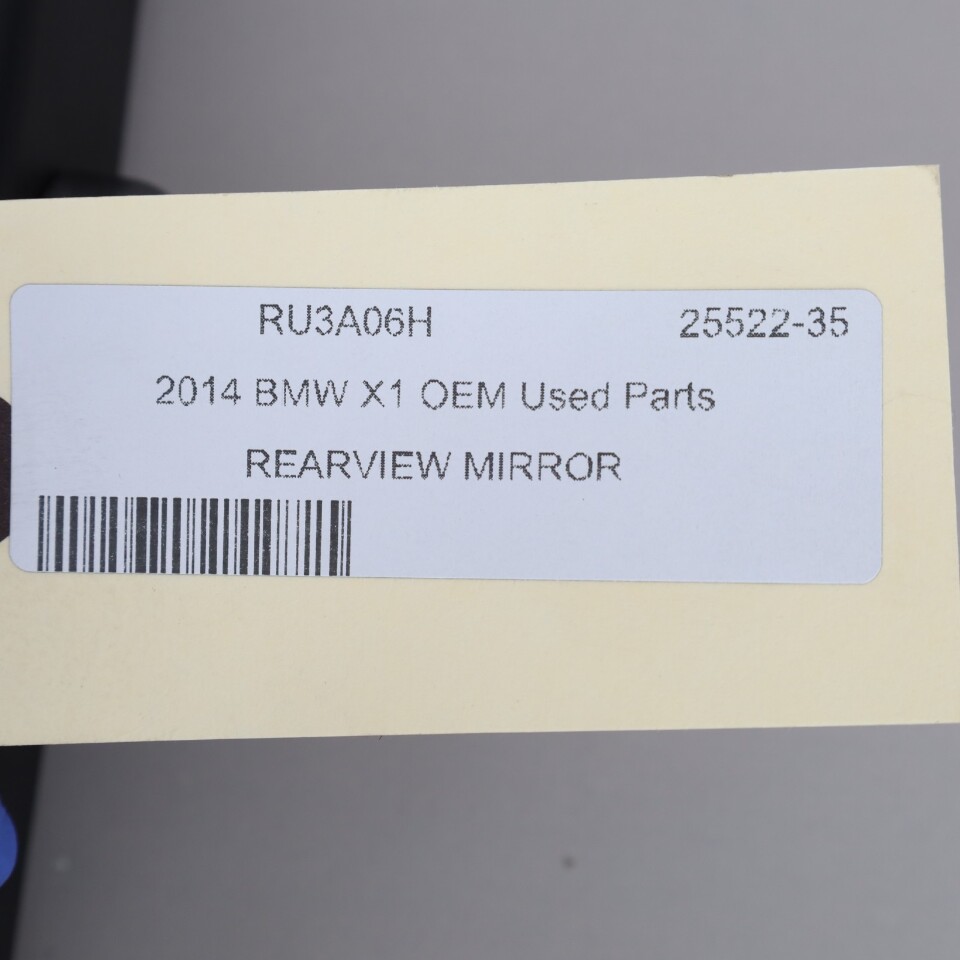 RU3A06H 25522-35
2014 BMW X1 OEM Used Parts
REARVIEW MIRROR